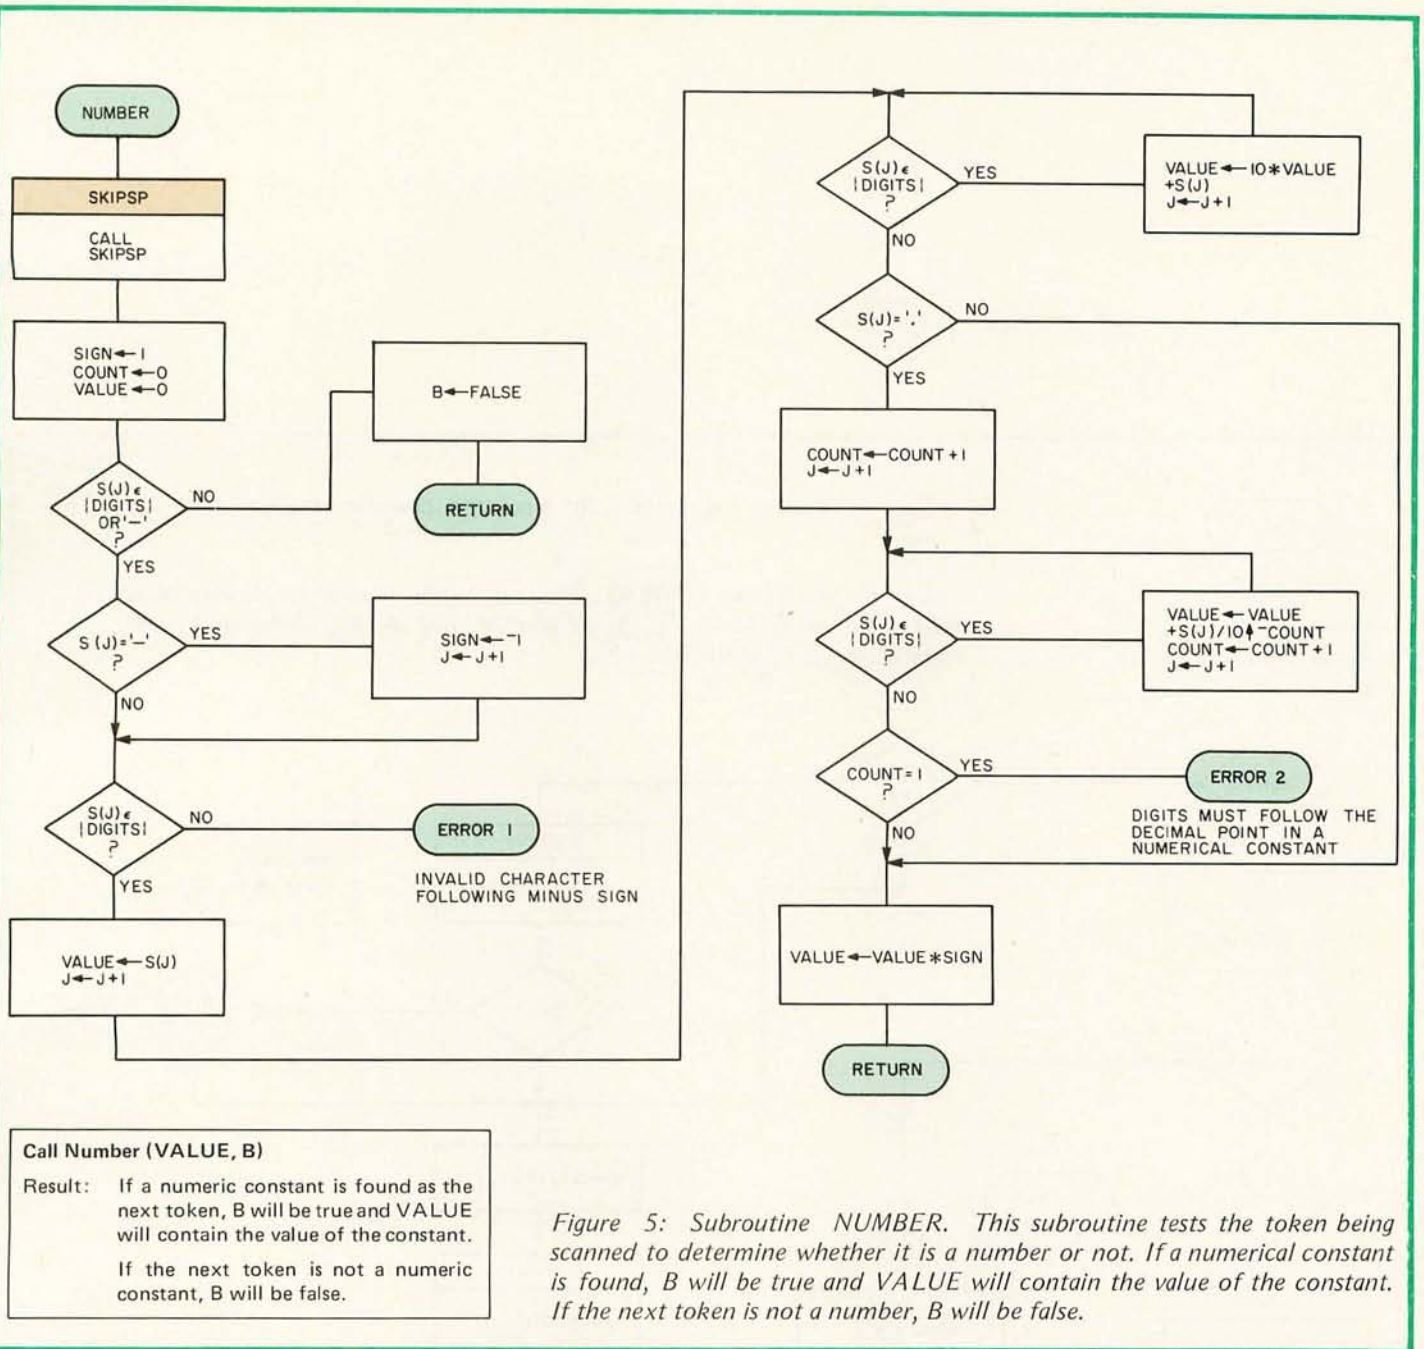 NUMBER
SKIPSP
CALL
SKIPSP
SIGN←1
COUNT←0
VALUE←0
S(J)ϵ
|DIGITS|
OR'−'
?
NO
YES
B←FALSE
RETURN
S(J)='−'
?
YES
NO
SIGN←¯1
J←J+1
S(J)ϵ
|DIGITS|
?
NO
YES
ERROR 1
INVALID CHARACTER
FOLLOWING MINUS SIGN
VALUE←S(J)
J←J+1
S(J)ϵ
|DIGITS|
?
YES
NO
VALUE←10*VALUE
+S(J)
J←J+1
S(J)='.'
?
NO
YES
COUNT←COUNT+1
J←J+1
S(J)ϵ
|DIGITS|
?
YES
NO
VALUE←VALUE
+S(J)/10↑¯COUNT
COUNT←COUNT+1
J←J+1
COUNT=1
?
YES
NO
ERROR 2
DIGITS MUST FOLLOW THE
DECIMAL POINT IN A
NUMERICAL CONSTANT
VALUE←VALUE*SIGN
RETURN
Call Number (VALUE, B)
Result: If a numeric constant is found as the
next token, B will be true and VALUE
will contain the value of the constant.
If the next token is not a numeric
constant, B will be false.
Figure 5: Subroutine NUMBER. This subroutine tests the token being
scanned to determine whether it is a number or not. If a numerical constant
is found, B will be true and VALUE will contain the value of the constant.
If the next token is not a number, B will be false.